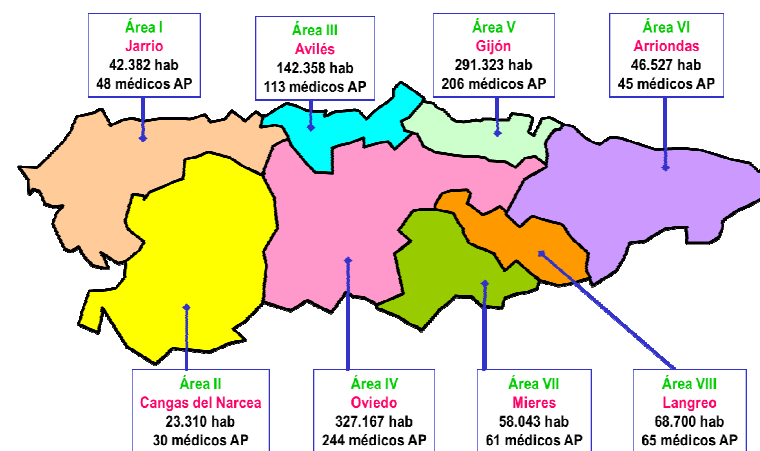 Área I
Jarrio
42.382 hab
48 médicos AP
Área III
Avilés
142.358 hab
113 médicos AP
Área V
Gijón
291.323 hab
206 médicos AP
Área VI
Arriondas
46.527 hab
45 médicos AP
Área II
Cangas del Narcea
23.310 hab
30 médicos AP
Área IV
Oviedo
327.167 hab
244 médicos AP
Área VII
Mieres
58.043 hab
61 médicos AP
Área VIII
Langreo
68.700 hab
65 médicos AP